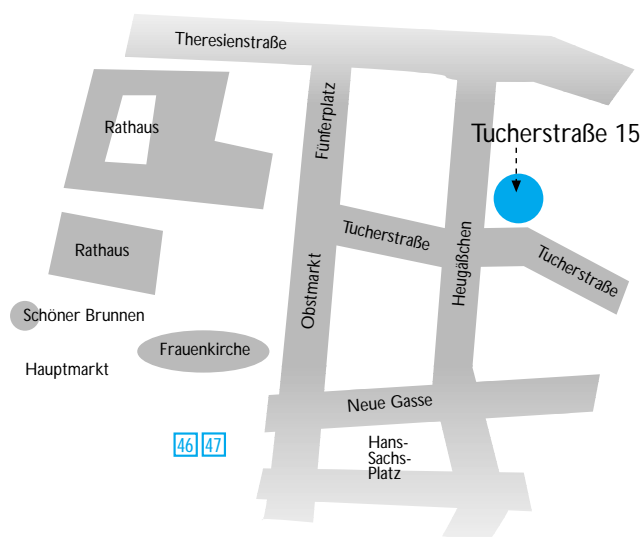 Theresienstraße
Fünferplatz
Rathaus
Tucherstraße 15
Tucherstraße
Heugäßchen
Tucherstraße
Rathaus
Obstmarkt
Schöner Brunnen
Frauenkirche
Hauptmarkt
Neue Gasse
46 47
Hans-
Sachs-
Platz